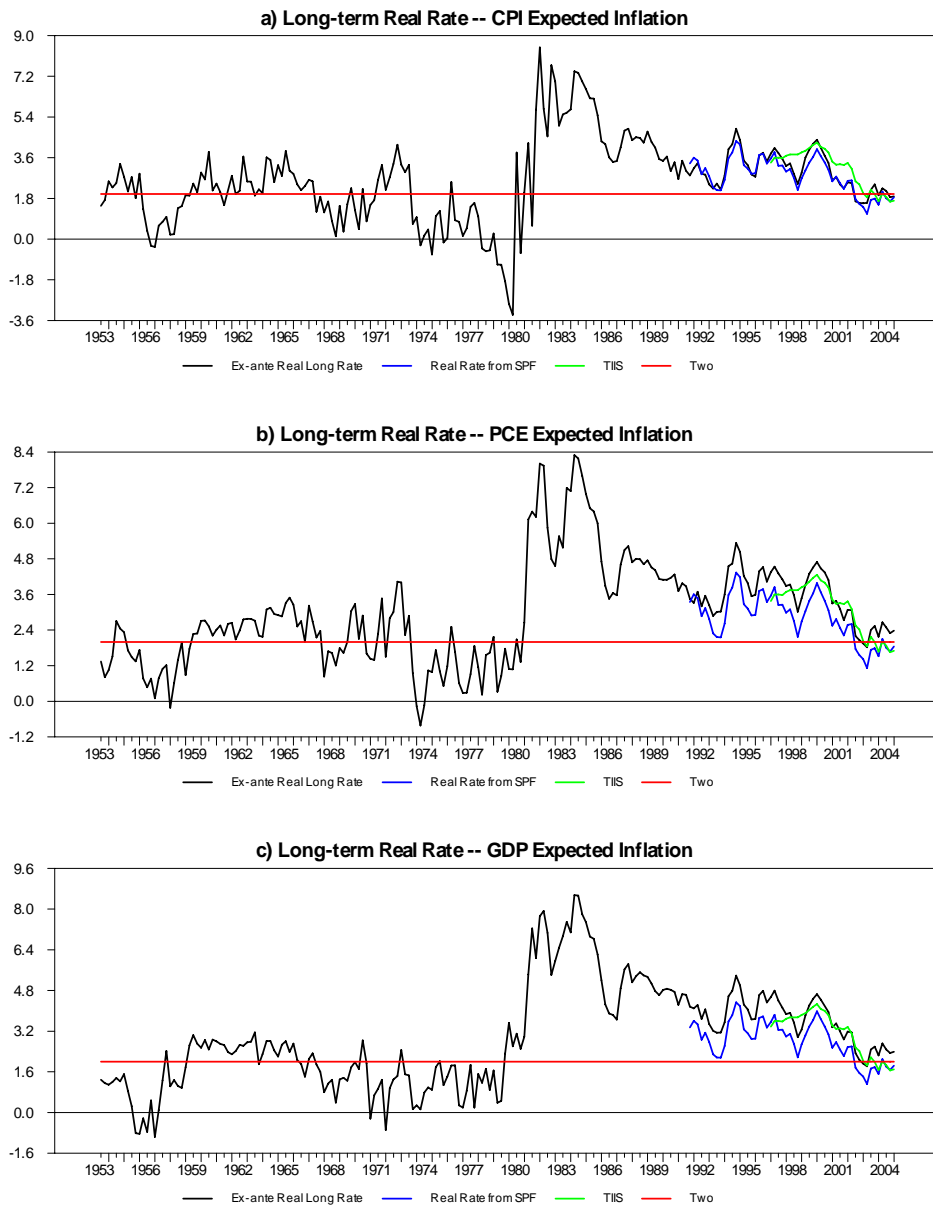 a) Long-term Real Rate -- CPI Expected Inflation
9.0
7.2
5.4
3.6
1.8
0.0
-1.8
-3.6
1953 1956 1959 1962 1965 1968 1971 1974 1977 1980 1983 1986 1989 1992 1995 1998 2001 2004
Ex-ante Real Long Rate Real Rate from SPF TIIS Two
b) Long-term Real Rate -- PCE Expected Inflation
8.4
7.2
6.0
4.8
3.6
2.4
1.2
0.0
-1.2
1953 1956 1959 1962 1965 1968 1971 1974 1977 1980 1983 1986 1989 1992 1995 1998 2001 2004
Ex-ante Real Long Rate Real Rate from SPF TIIS Two
c) Long-term Real Rate -- GDP Expected Inflation
9.6
8.0
6.4
4.8
3.2
1.6
0.0
-1.6
1953 1956 1959 1962 1965 1968 1971 1974 1977 1980 1983 1986 1989 1992 1995 1998 2001 2004
Ex-ante Real Long Rate Real Rate from SPF TIIS Two